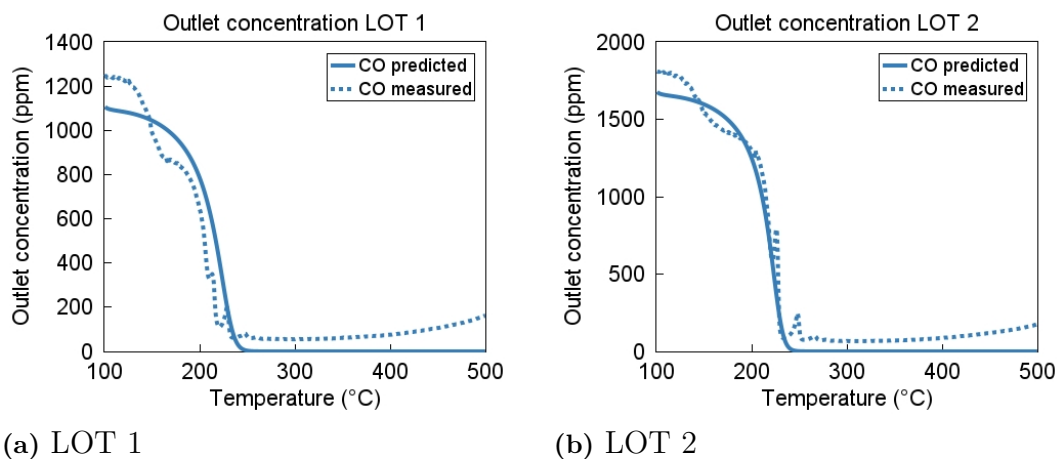 Outlet concentration LOT 1
Outlet concentration (ppm)
1400
1200
1000
800
600
400
200
0
CO predicted
CO measured
100
200
300
400
500
Temperature (°C)
(a) LOT 1
Outlet concentration LOT 2
Outlet concentration (ppm)
2000
1500
1000
500
0
CO predicted
CO measured
100
200
300
400
500
Temperature (°C)
(b) LOT 2